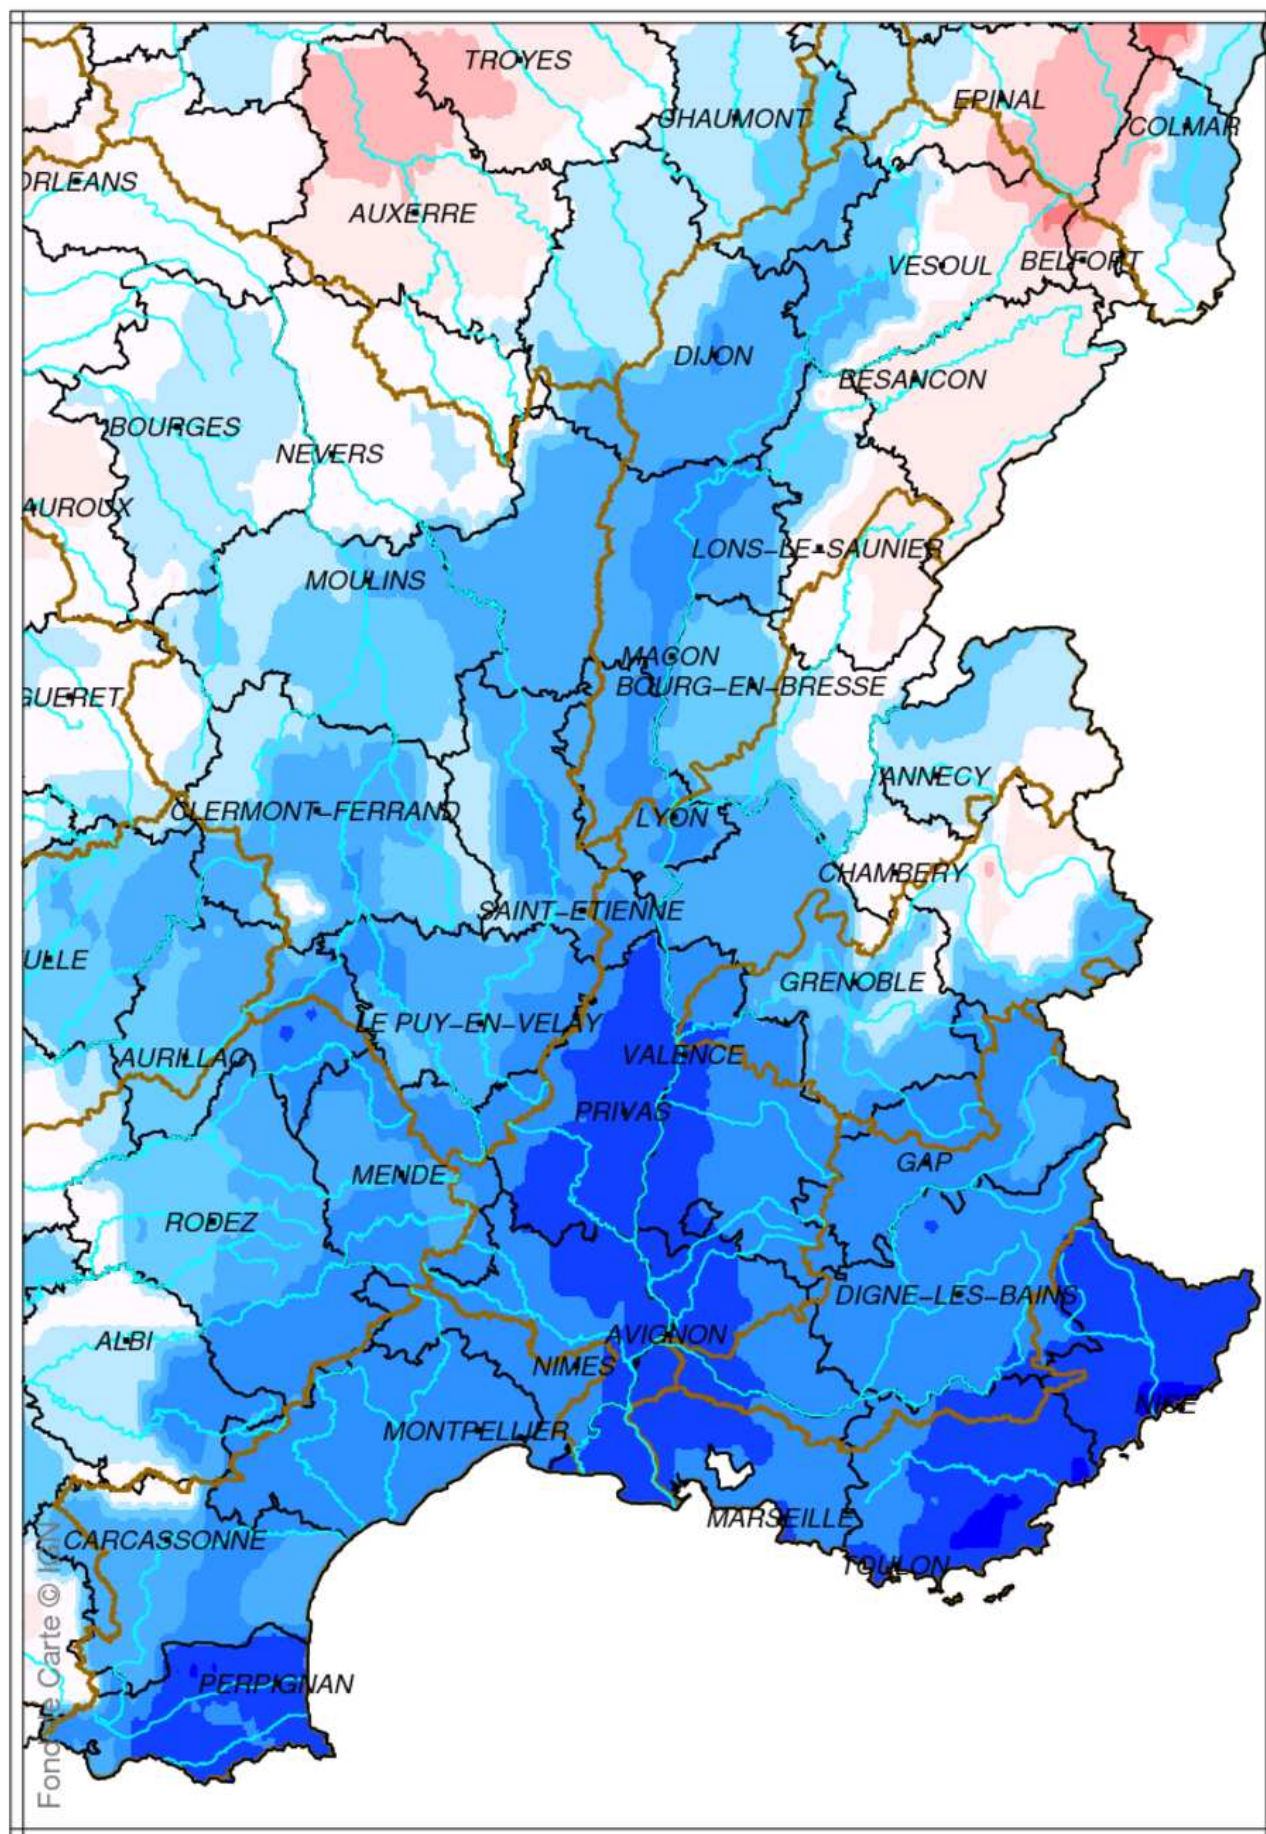 TROYES
EPINAL
CHAUMONT
COLMAR
ORLEANS
AUXERRE
VESOUL
BELFORT
DIJON
BESANCON
BOURGES
NEVERS
AUROUX
LONS-LE-SAUNIER
MOULINS
MACON
BOURG-EN-BRESSE
GUERET
ANNECY
CLERMONT-FERRAND
LYON
CHAMBERY
SAINT-ETIENNE
ULLE
GRENOBLE
LE PUY-EN-VELAY
AURILLAC
VALENCE
PRIVAS
GAP
MENDE
RODEZ
DIGNE-LES-BAINS
AVIGNON
ALBI
NIMES
NICE
MONTPELLIER
MARSEILLE
CARCASSONNE
TOULON
PERPIGNAN
Fond de Carte © IGN